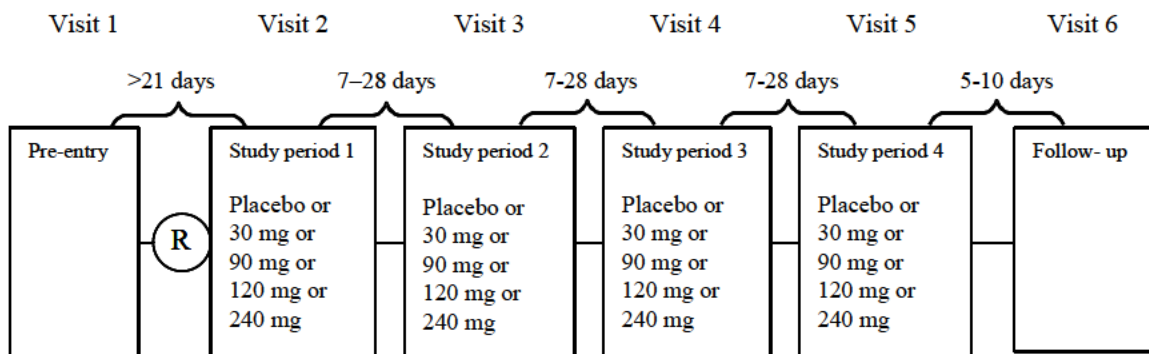 Visit 1 Visit 2 Visit 3 Visit 4 Visit 5 Visit 6
>21 days 7–28 days 7-28 days 7-28 days 5-10 days
Pre-entry
R
Study period 1
Placebo or
30 mg or
90 mg or
120 mg or
240 mg
Study period 2
Placebo or
30 mg or
90 mg or
120 mg or
240 mg
Study period 3
Placebo or
30 mg or
90 mg or
120 mg or
240 mg
Study period 4
Placebo or
30 mg or
90 mg or
120 mg or
240 mg
Follow- up